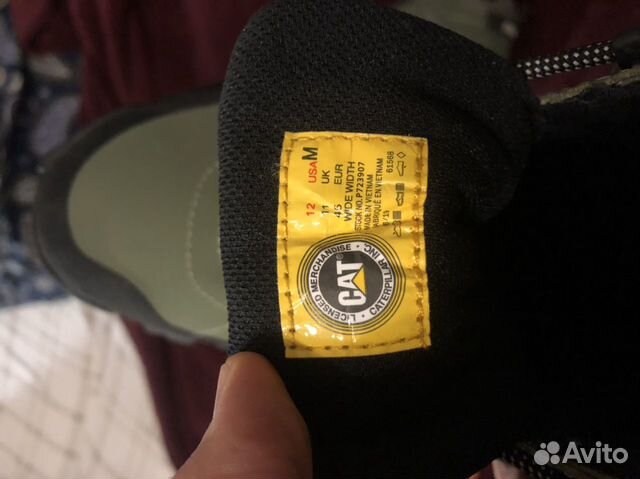 M
USA 12
UK 11
EUR 45
WIDE WIDTH
STOCK NO.P723907
MADE IN VIETNAM
FABRIQUÉ EN VIETNAM
61568
LICENSED MERCHANDISE
CAT
CATERPILLAR INC.
Avito